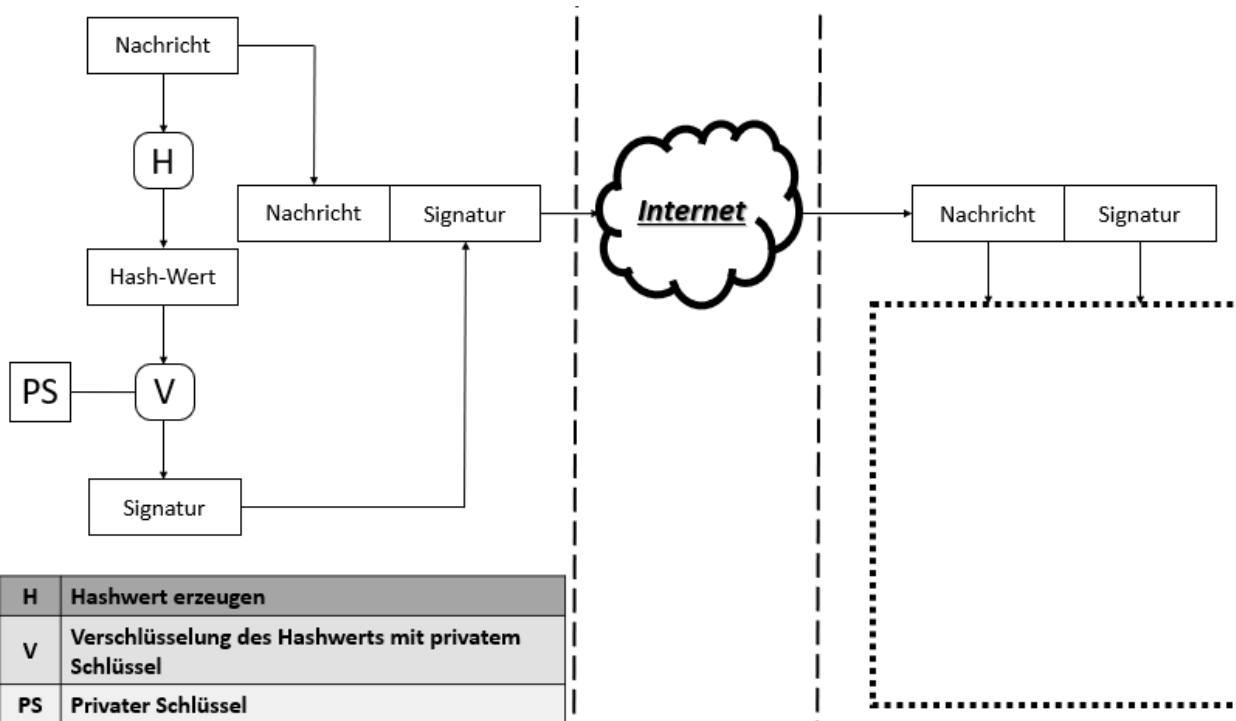 Nachricht
H
Nachricht
Signatur
Internet
Nachricht
Signatur
Hash-Wert
PS
V
Signatur
H Hashwert erzeugen
V Verschlüsselung des Hashwerts mit privatem
Schlüssel
PS Privater Schlüssel